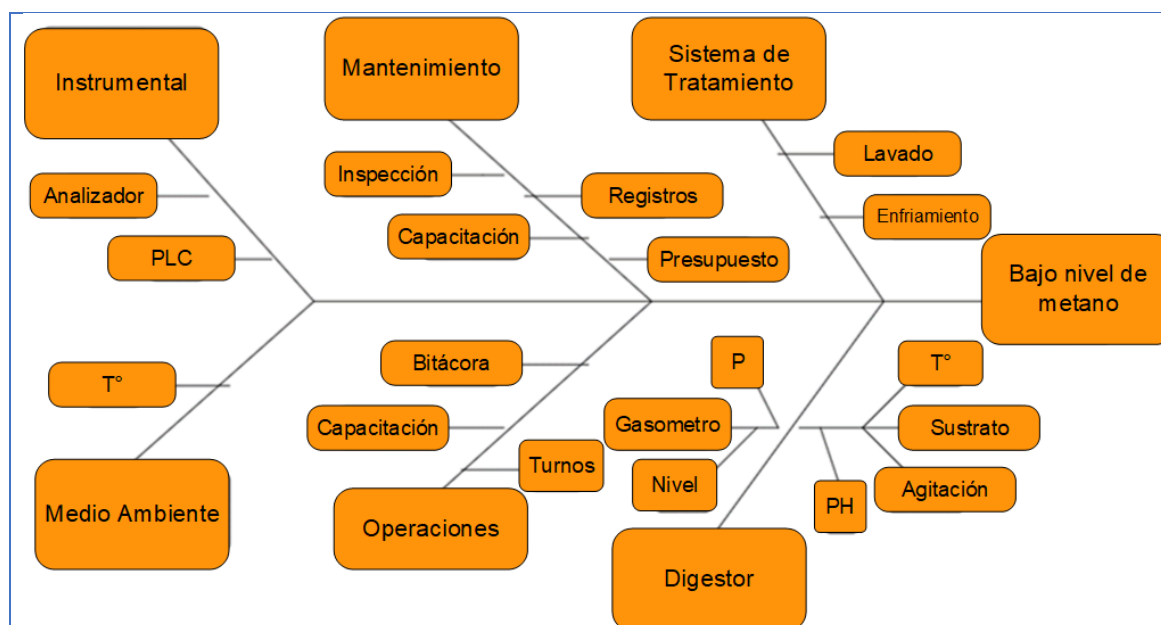 Instrumental
Mantenimiento
Sistema de
Tratamiento
Analizador
PLC
Inspección
Capacitación
Registros
Presupuesto
Lavado
Enfriamiento
Bajo nivel de
metano
T°
Medio Ambiente
Bitácora
Capacitación
Turnos
Operaciones
P
Gasometro
Nivel
T°
Sustrato
Agitación
PH
Digestor